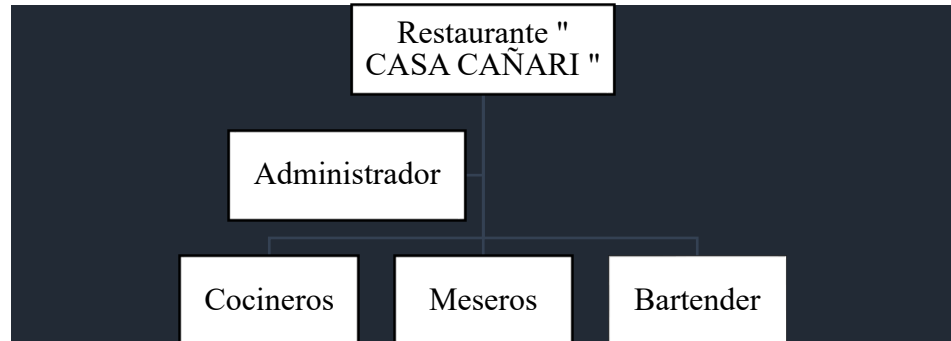 Restaurante "
CASA CAÑARI "
Administrador
Cocineros
Meseros
Bartender